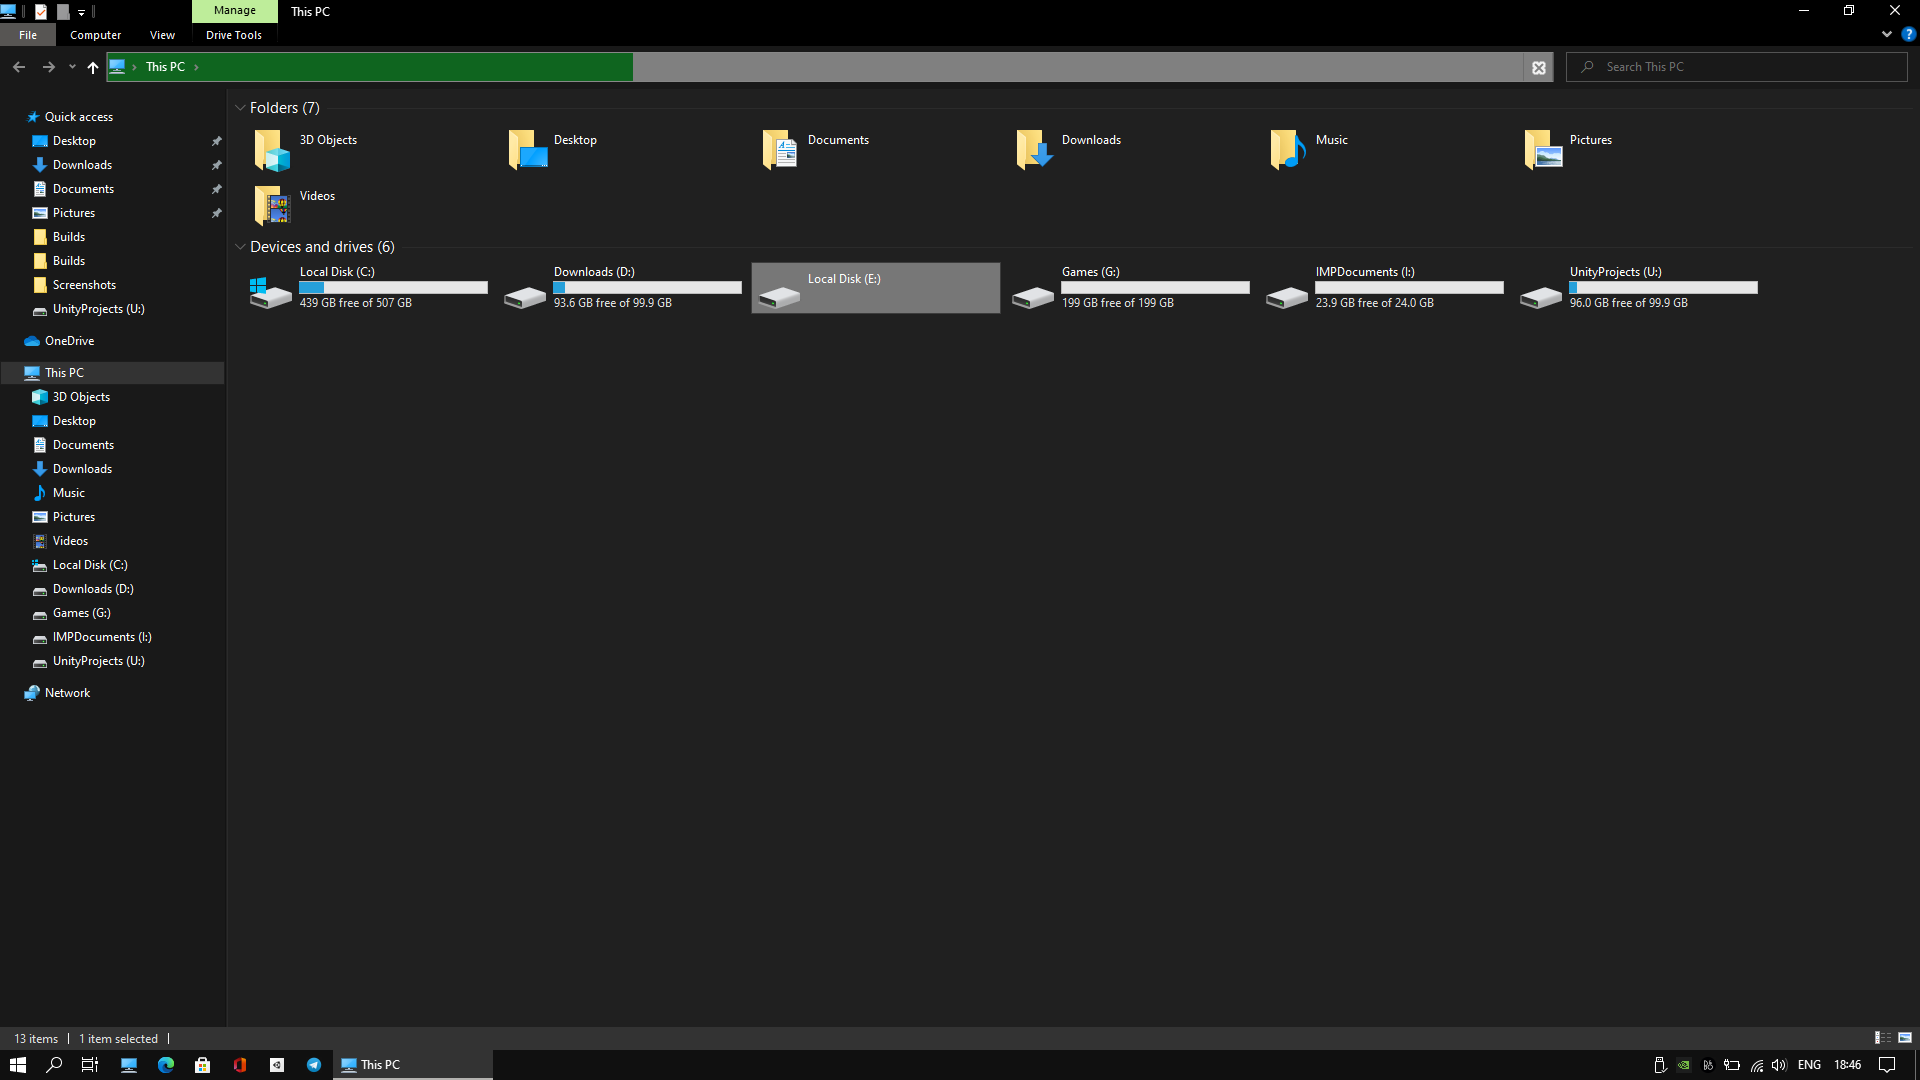 Manage
This PC
File
Computer
View
Drive Tools
This PC
Search This PC
Quick access
Desktop
Downloads
Documents
Pictures
Builds
Builds
Screenshots
UnityProjects (U:)
OneDrive
This PC
3D Objects
Desktop
Documents
Downloads
Music
Pictures
Videos
Local Disk (C:)
Downloads (D:)
Games (G:)
IMPDocuments (I:)
UnityProjects (U:)
Network
Folders (7)
3D Objects
Desktop
Documents
Downloads
Music
Pictures
Videos
Devices and drives (6)
Local Disk (C:)
439 GB free of 507 GB
Downloads (D:)
93.6 GB free of 99.9 GB
Local Disk (E:)
Games (G:)
199 GB free of 199 GB
IMPDocuments (I:)
23.9 GB free of 24.0 GB
UnityProjects (U:)
96.0 GB free of 99.9 GB
13 items
1 item selected
This PC
ENG
18:46